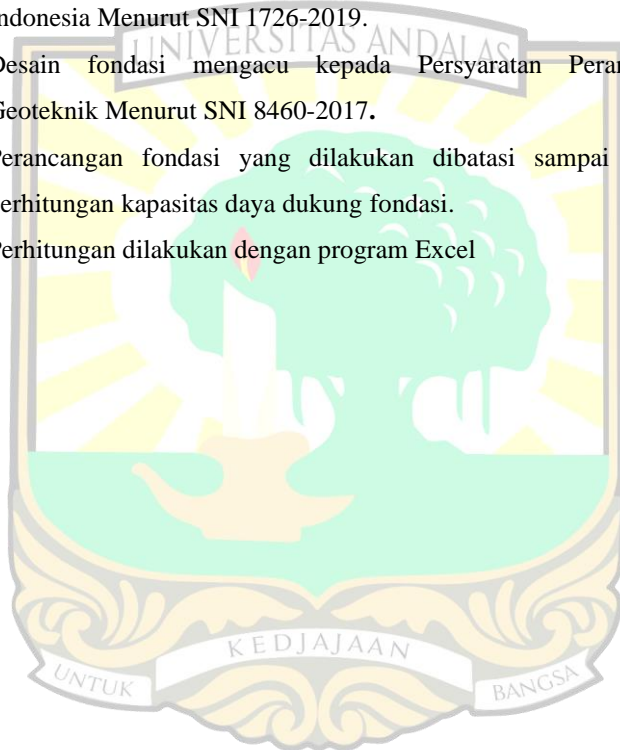 Indonesia Menurut SNI 1726-2019.
UNIVERSITAS ANDALAS
Desain fondasi mengacu kepada Persyaratan
Geoteknik Menurut SNI 8460-2017.
Perancangan fondasi yang dilakukan dibatasi sampai
perhitungan kapasitas daya dukung fondasi.
Perhitungan dilakukan dengan program Excel
KEDJAJAAN
UNTUK
BANGSA